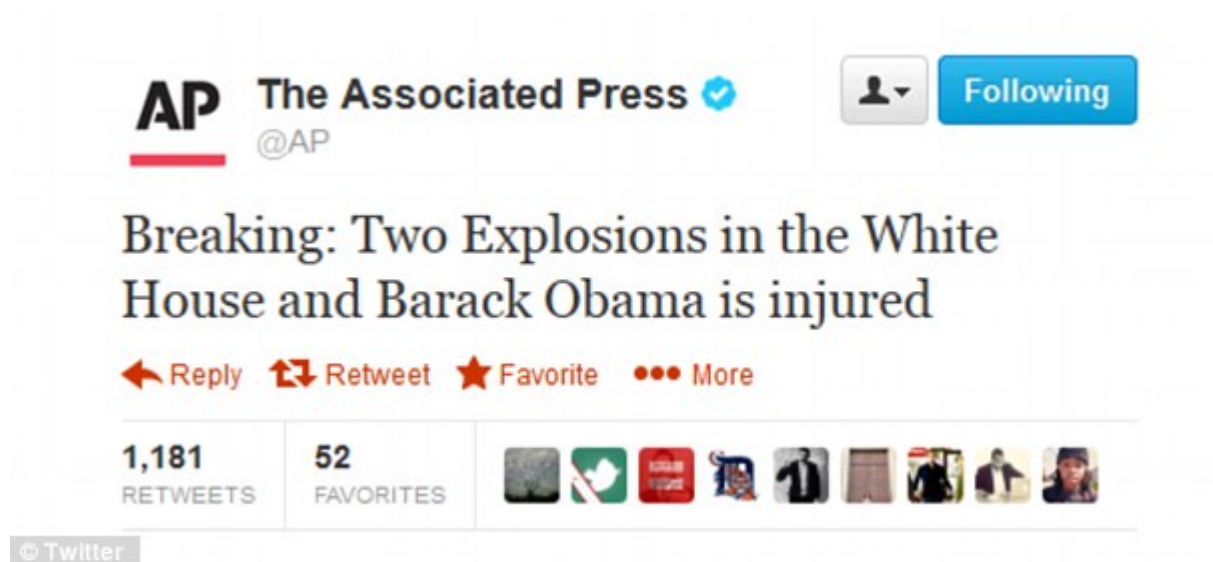 AP The Associated Press
@AP
Following
Breaking: Two Explosions in the White
House and Barack Obama is injured
Reply Retweet Favorite More
1,181 52
RETWEETS FAVORITES
© Twitter